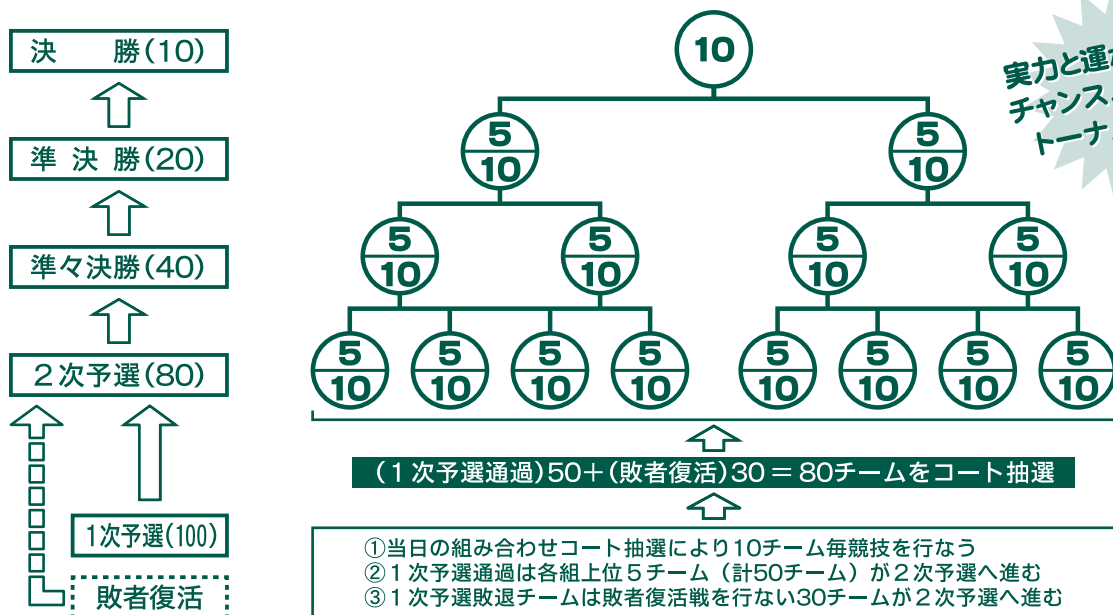 決　　勝(10)
準 決 勝(20)
準々決勝(40)
２次予選(80)
1次予選(100)
敗者復活
10
5
10
5
10
5
10
5
10
5
10
5
10
5
10
5
10
5
10
5
10
5
10
5
10
5
10
5
10
実力と運
チャンス
トーナ
(１次予選通過)50＋(敗者復活)30＝80チームをコート抽選
①当日の組み合わせコート抽選により10チーム毎競技を行なう
②１次予選通過は各組上位５チーム（計50チーム）が２次予選へ進む
③１次予選敗退チームは敗者復活戦を行ない30チームが２次予選へ進む